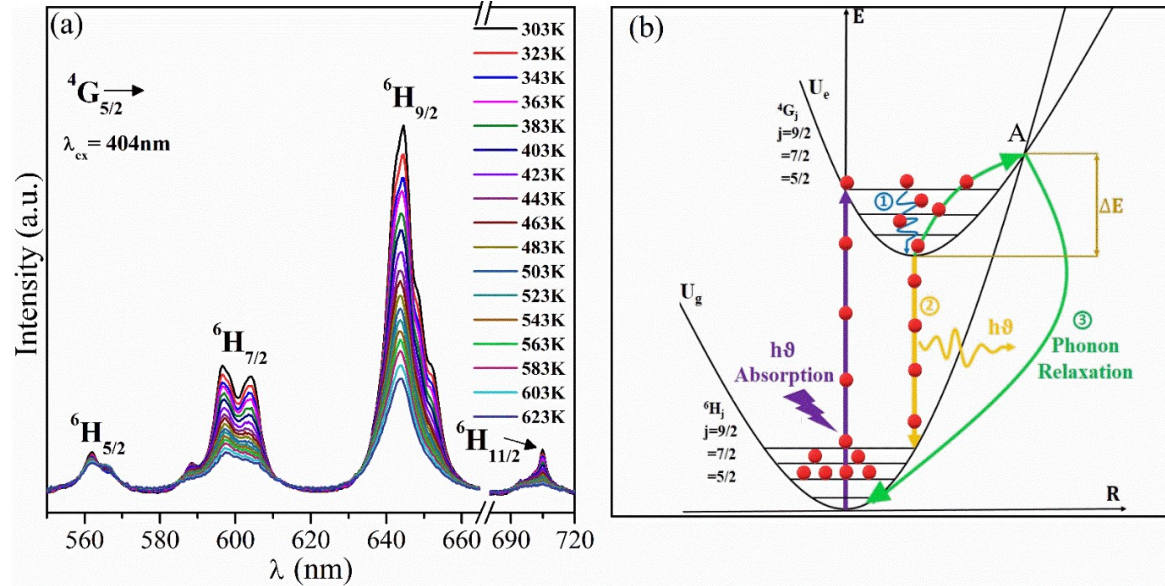 (a)
303K
323K
343K
363K
383K
403K
423K
443K
463K
483K
503K
523K
543K
563K
583K
603K
623K
⁴G₅/₂
λₑₓ= 404nm
⁶H₉/₂
⁶H₇/₂
⁶H₅/₂
⁶H₁₁/₂
Intensity (a.u.)
560 580 600 620 640 660 690 720
λ (nm)
(b)
E
Uₑ
⁴Gⱼ
j=9/2
=7/2
=5/2
A
①
ΔE
U_g
②
hϑ
③
Phonon
Relaxation
hϑ
Absorption
⁶Hⱼ
j=9/2
=7/2
=5/2
R